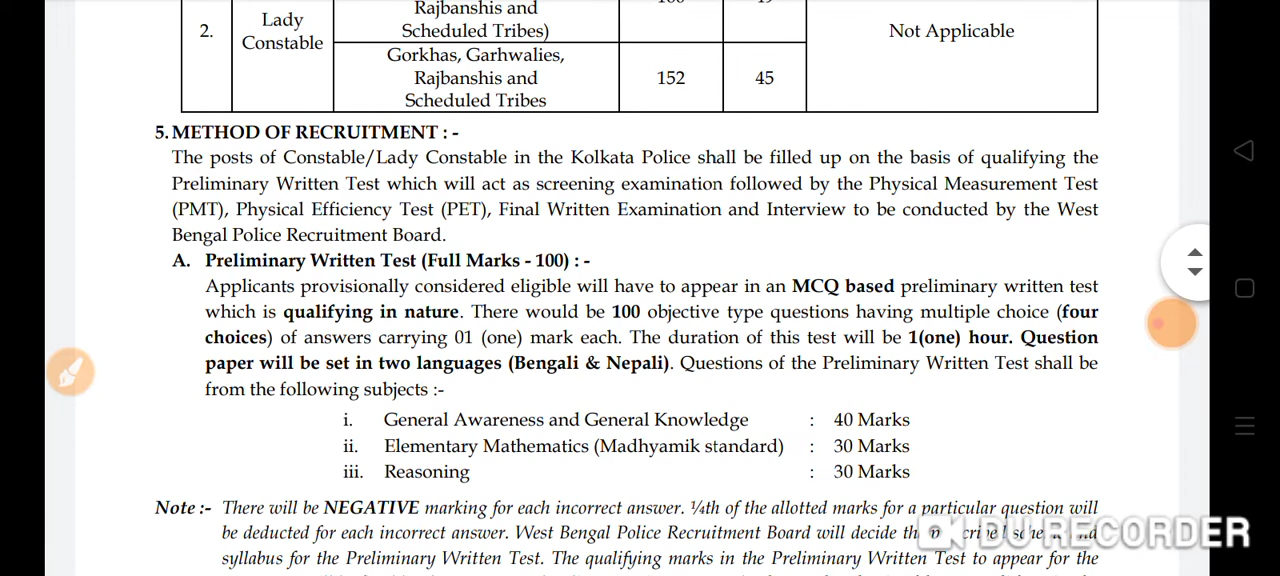 Rajbanshis and
Scheduled Tribes)
2.
Lady
Constable
Not Applicable
Gorkhas, Garhwalies,
Rajbanshis and
Scheduled Tribes
152
45
5. METHOD OF RECRUITMENT : -
The posts of Constable/Lady Constable in the Kolkata Police shall be filled up on the basis of qualifying the
Preliminary Written Test which will act as screening examination followed by the Physical Measurement Test
(PMT), Physical Efficiency Test (PET), Final Written Examination and Interview to be conducted by the West
Bengal Police Recruitment Board.
A. Preliminary Written Test (Full Marks - 100) : -
Applicants provisionally considered eligible will have to appear in an MCQ based preliminary written test
which is qualifying in nature. There would be 100 objective type questions having multiple choice (four
choices) of answers carrying 01 (one) mark each. The duration of this test will be 1(one) hour. Question
paper will be set in two languages (Bengali & Nepali). Questions of the Preliminary Written Test shall be
from the following subjects :-
i. General Awareness and General Knowledge : 40 Marks
ii. Elementary Mathematics (Madhyamik standard) : 30 Marks
iii. Reasoning : 30 Marks
Note :- There will be NEGATIVE marking for each incorrect answer. ¼th of the allotted marks for a particular question will
be deducted for each incorrect answer. West Bengal Police Recruitment Board will decide
DU RECORDER
syllabus for the Preliminary Written Test. The qualifying marks in the Preliminary Written Test to appear for the